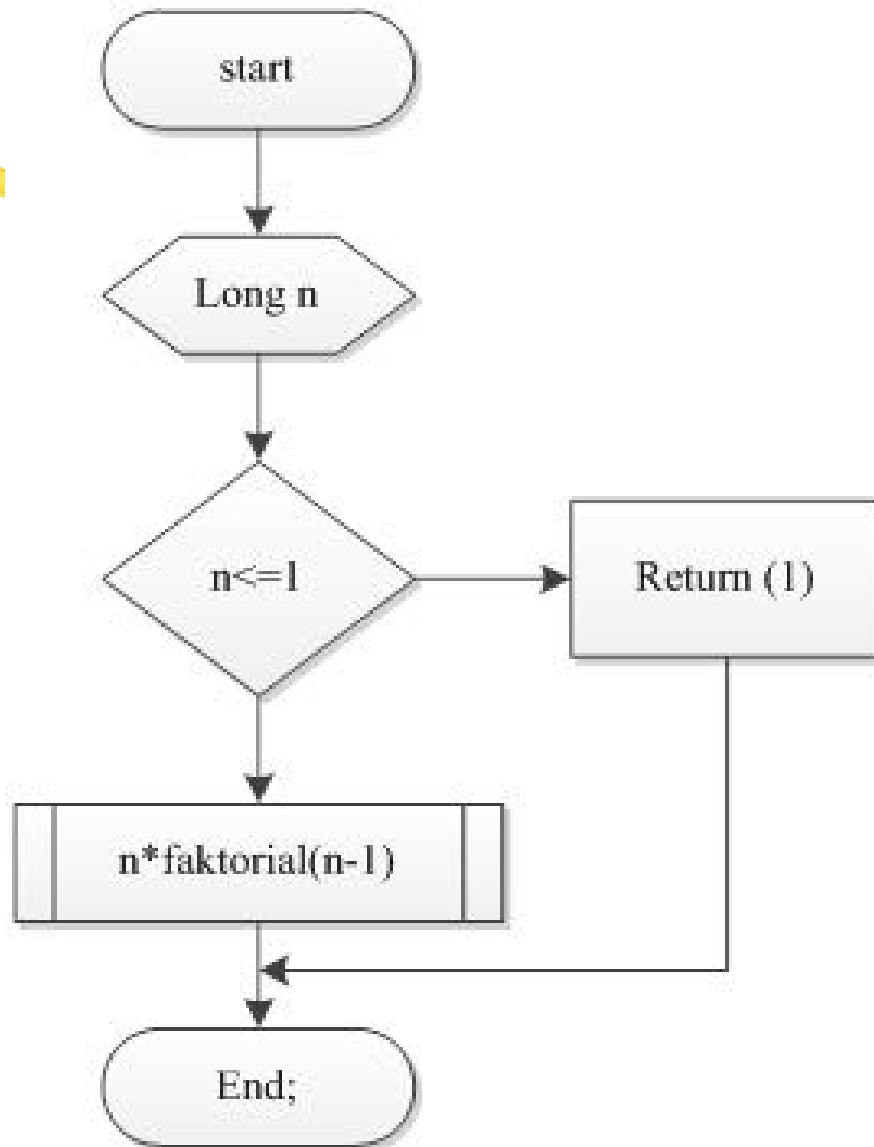 start
Long n
n<=1
Return (1)
n*faktorial(n-1)
End;